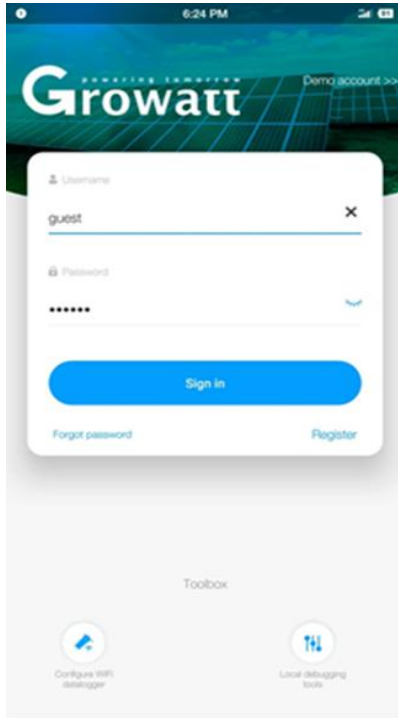 6:24 PM
powering tomorrow
Growatt
Demo account >>
Username
guest
Password
••••••
Sign in
Forgot password
Register
Toolbox
Configure WiFi
datalogger
Local debugging
tools